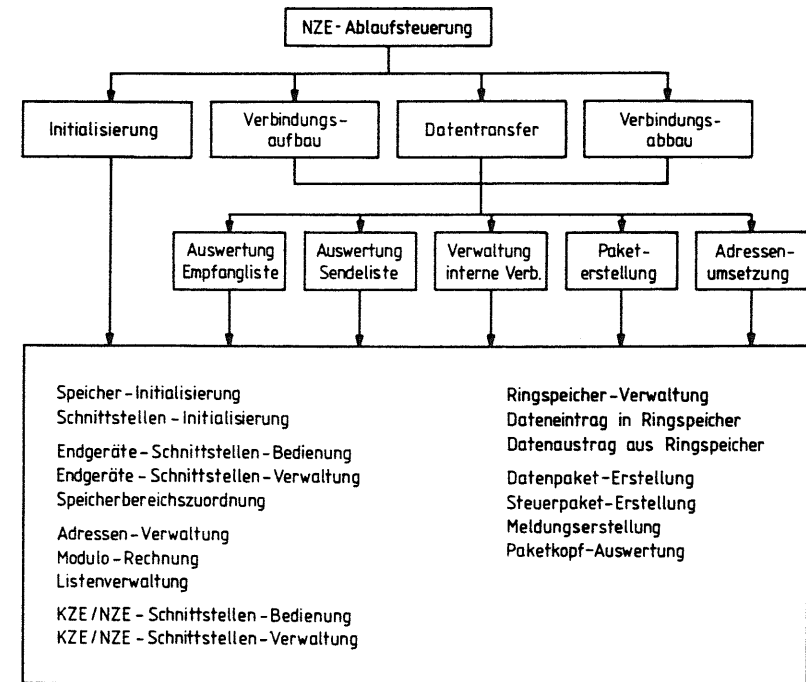 NZE-Ablaufsteuerung
Initialisierung
Verbindungs-
aufbau
Datentransfer
Verbindungs-
abbau
Auswertung
Empfangliste
Auswertung
Sendeliste
Verwaltung
interne Verb.
Paket-
erstellung
Adressen-
umsetzung
Speicher-Initialisierung
Schnittstellen-Initialisierung
Endgeräte-Schnittstellen-Bedienung
Endgeräte-Schnittstellen-Verwaltung
Speicherbereichszuordnung
Adressen-Verwaltung
Modulo-Rechnung
Listenverwaltung
KZE/NZE-Schnittstellen-Bedienung
KZE/NZE-Schnittstellen-Verwaltung
Ringspeicher-Verwaltung
Dateneintrag in Ringspeicher
Datenaustrag aus Ringspeicher
Datenpaket-Erstellung
Steuerpaket-Erstellung
Meldungserstellung
Paketkopf-Auswertung